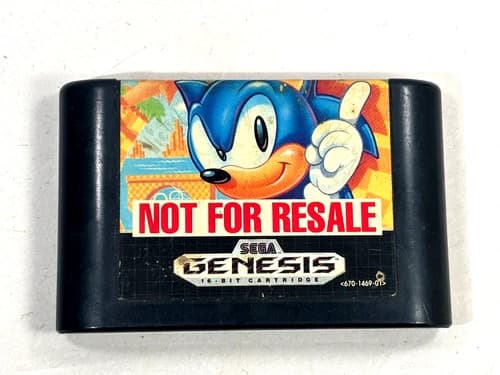 NOT FOR RESALE
SEGA
GENESIS
16-BIT CARTRIDGE
<670-1469-01>